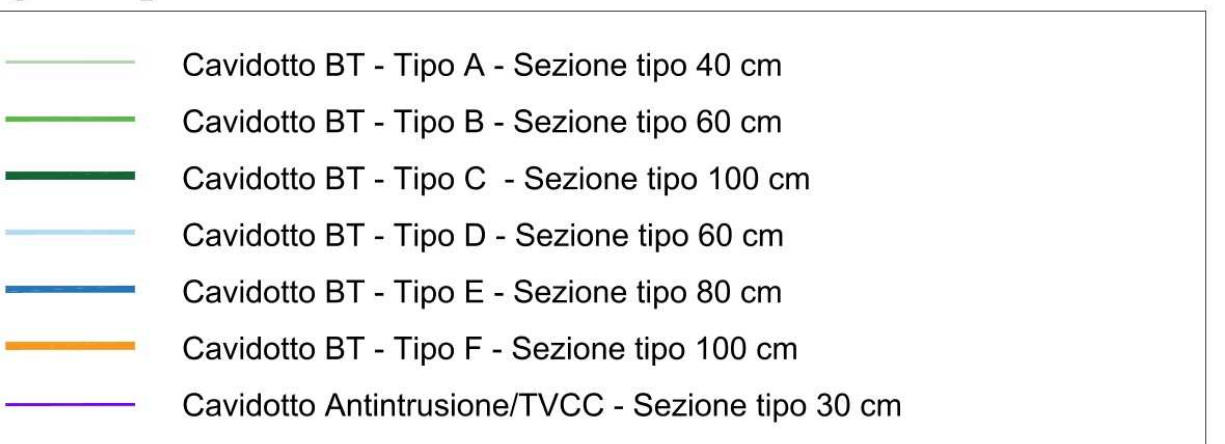 Cavidotto BT - Tipo A - Sezione tipo 40 cm
Cavidotto BT - Tipo B - Sezione tipo 60 cm
Cavidotto BT - Tipo C - Sezione tipo 100 cm
Cavidotto BT - Tipo D - Sezione tipo 60 cm
Cavidotto BT - Tipo E - Sezione tipo 80 cm
Cavidotto BT - Tipo F - Sezione tipo 100 cm
Cavidotto Antintrusione/TVCC - Sezione tipo 30 cm